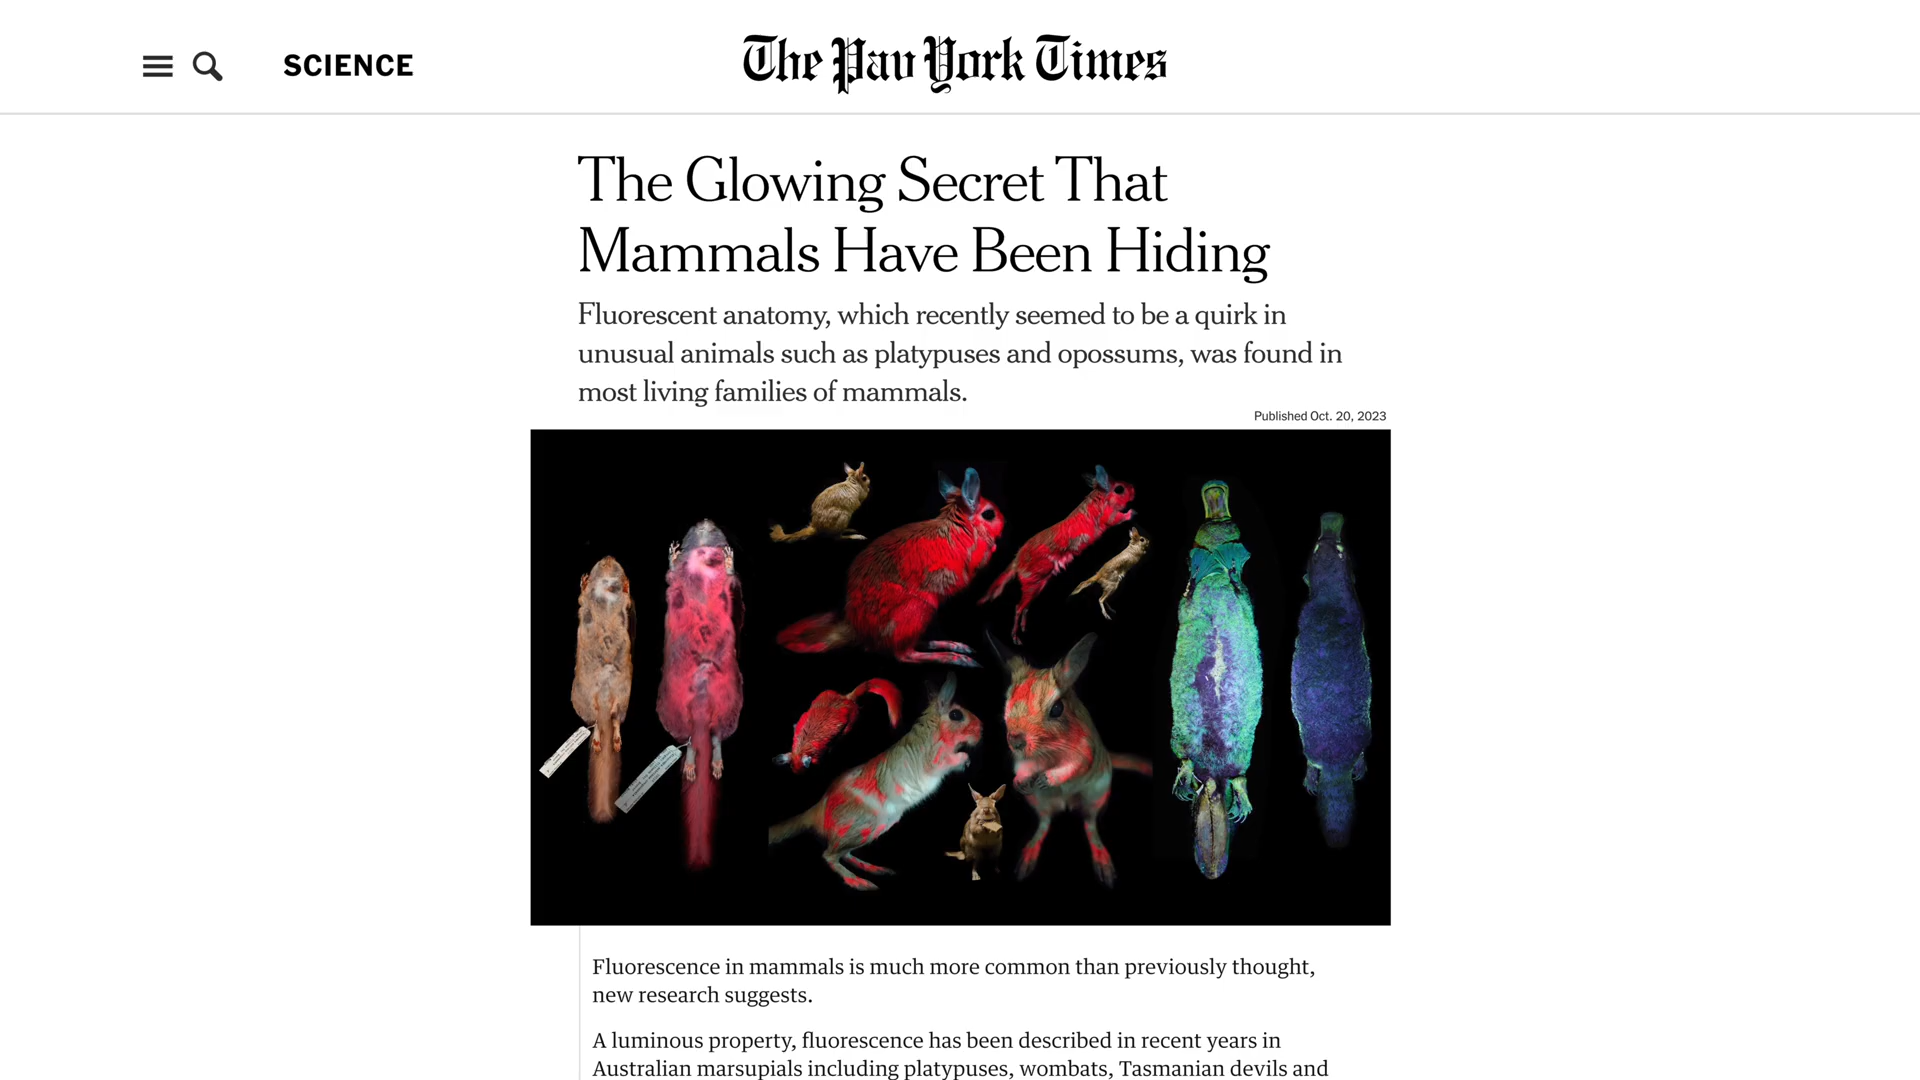 SCIENCE
The Pav York Times
The Glowing Secret That
Mammals Have Been Hiding
Fluorescent anatomy, which recently seemed to be a quirk in
unusual animals such as platypuses and opossums, was found in
most living families of mammals.
Published Oct. 20, 2023
Fluorescence in mammals is much more common than previously thought,
new research suggests.
A luminous property, fluorescence has been described in recent years in
Australian marsupials including platypuses, wombats, Tasmanian devils and